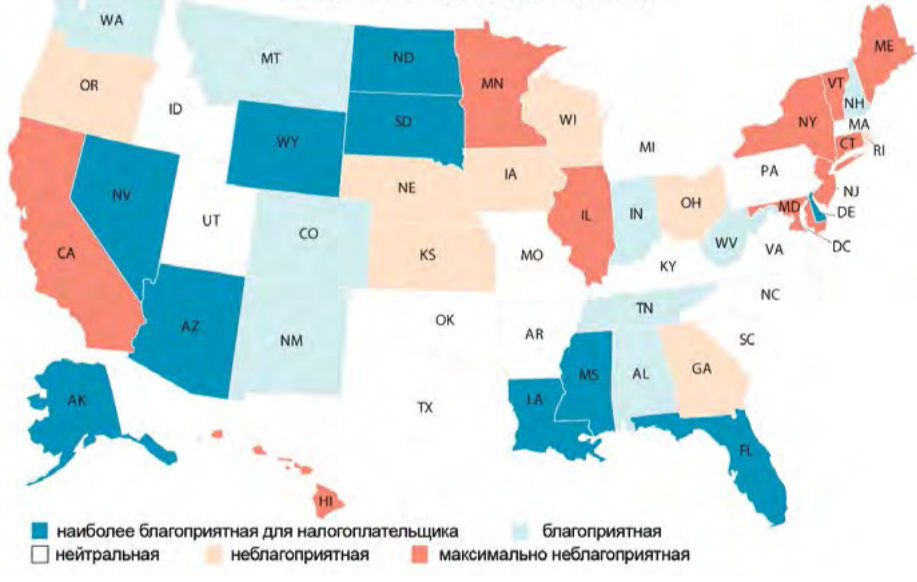 WA
MT
ND
MN
ME
VT
NH
OR
ID
WY
SD
WI
NY
MA
MI
CT
RI
PA
NV
NE
IA
NJ
UT
CO
IL
IN
OH
MD
DE
CA
KS
MO
WV
VA
DC
KY
NC
AZ
NM
OK
AR
TN
SC
AK
TX
LA
MS
AL
GA
FL
HI
наиболее благоприятная для налогоплательщика
благоприятная
нейтральная
неблагоприятная
максимально неблагоприятная